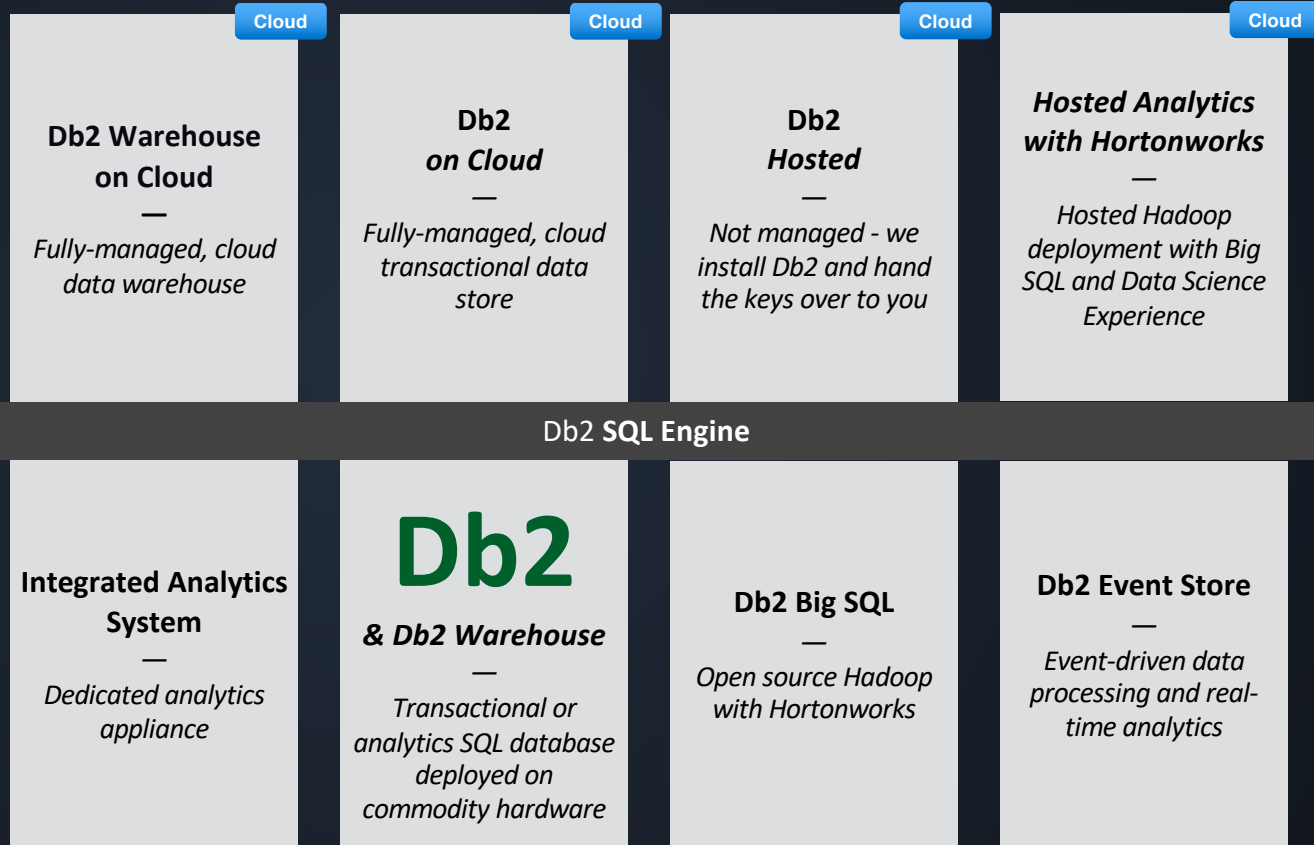 Cloud
Db2 Warehouse
on Cloud
—
Fully-managed, cloud
data warehouse
Cloud
Db2
on Cloud
—
Fully-managed, cloud
transactional data
store
Cloud
Db2
Hosted
—
Not managed - we
install Db2 and hand
the keys over to you
Cloud
Hosted Analytics
with Hortonworks
—
Hosted Hadoop
deployment with Big
SQL and Data Science
Experience
Db2 SQL Engine
Integrated Analytics
System
—
Dedicated analytics
appliance
Db2
& Db2 Warehouse
—
Transactional or
analytics SQL database
deployed on
commodity hardware
Db2 Big SQL
—
Open source Hadoop
with Hortonworks
Db2 Event Store
—
Event-driven data
processing and real-
time analytics